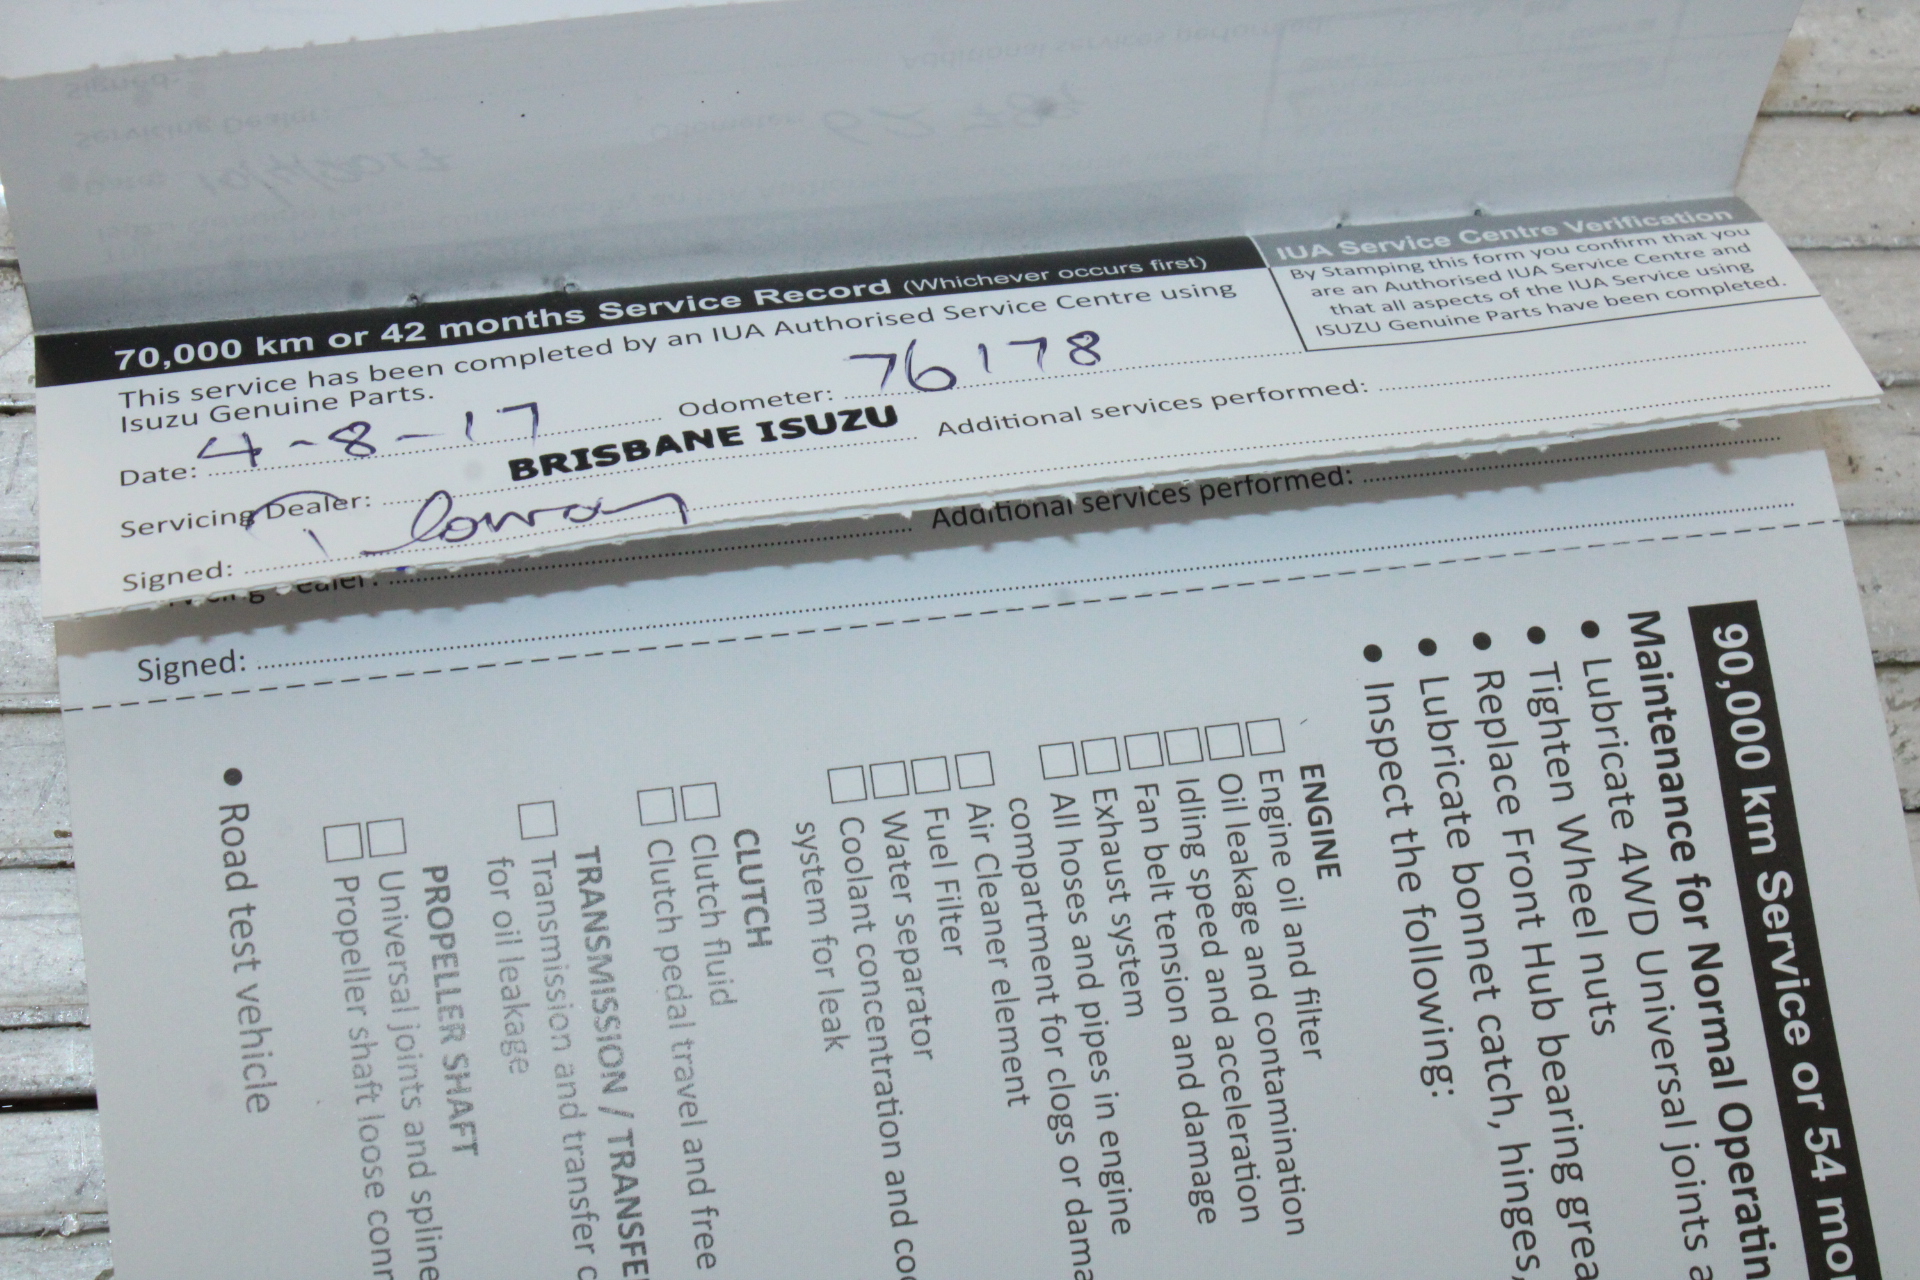 70,000 km or 42 months Service Record (Whichever occurs first)
This service has been completed by an IUA Authorised Service Centre using
Isuzu Genuine Parts.
Date: 4-8-17 Odometer: 76178
Servicing Dealer: BRISBANE ISUZU Additional services performed:
Signed:
IUA Service Centre Verification
By Stamping this form you confirm that you
are an Authorised IUA Service Centre and
that all aspects of the IUA Service using
ISUZU Genuine Parts have been completed.
Additional services performed:
Signed:
90,000 km Service or 54
Maintenance for Normal
• Lubricate 4WD Universal joints
• Tighten Wheel nuts
• Replace Front Hub bearing
• Lubricate bonnet catch, hinges,
• Inspect the following:
ENGINE
Engine oil and filter
Oil leakage and contamination
Idling speed and acceleration
Fan belt tension and damage
Exhaust system
All hoses and pipes in engine
compartment for clogs or
Air Cleaner element
Fuel Filter
Water separator
Coolant concentration and
system for leak
CLUTCH
Clutch fluid
Clutch pedal travel and free
TRANSMISSION /
Transmission and transfer
for oil leakage
PROPELLER SHAFT
Universal joints and
Propeller shaft loose
• Road test vehicle